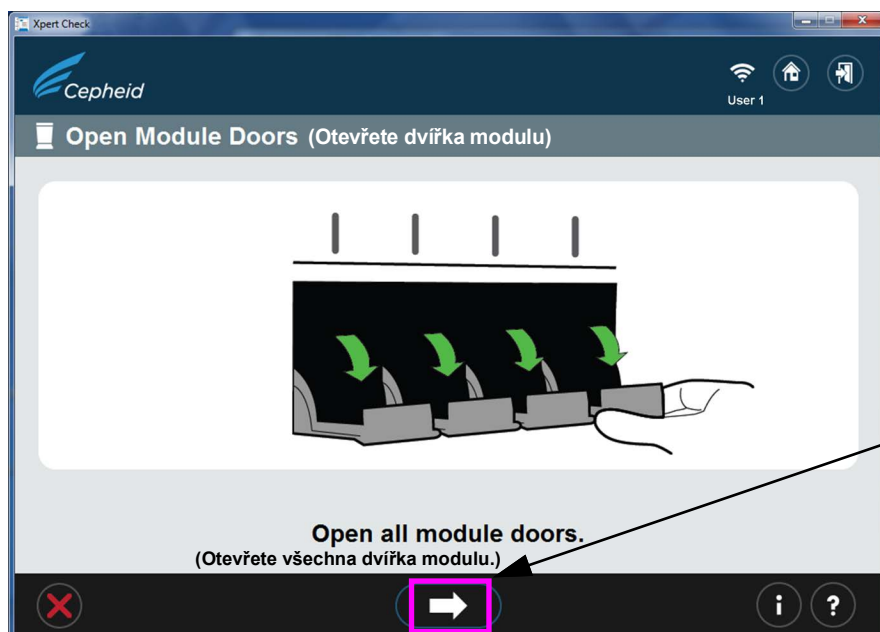 Xpert Check
Cepheid
User 1
Open Module Doors (Otevřete dvířka modulu)
Open all module doors.
(Otevřete všechna dvířka modulu.)
i ?